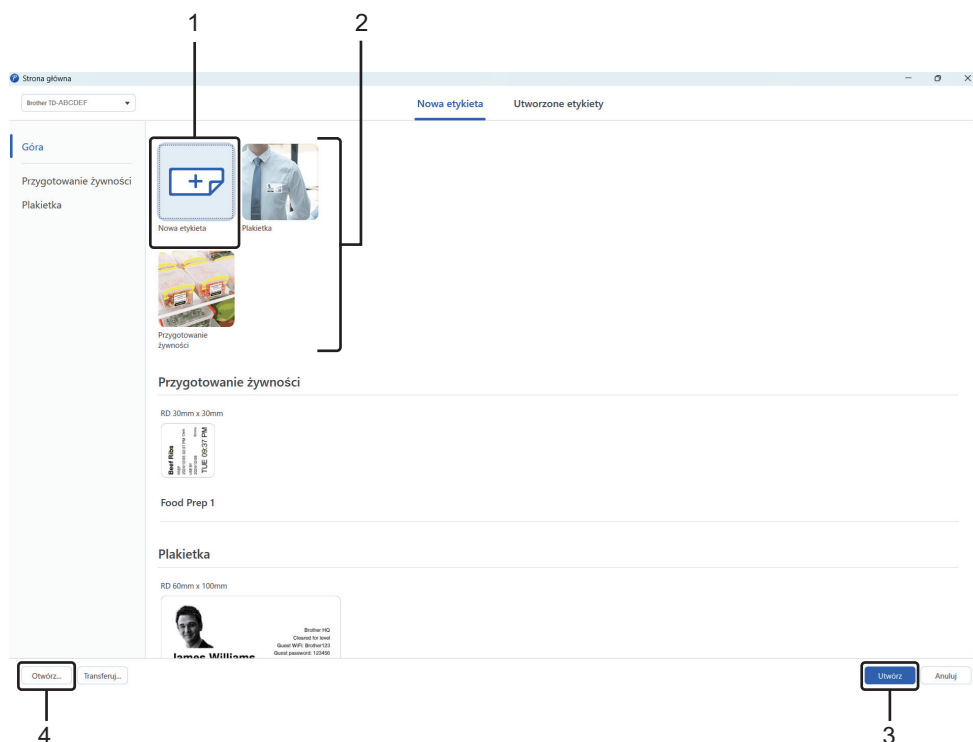 1
2
Strona główna
Brother TD-ABCDEF
Nowa etykieta
Utworzone etykiety
Góra
Przygotowanie żywności
Plakietka
Nowa etykieta
Plakietka
Przygotowanie
żywności
Przygotowanie żywności
RD 30mm x 30mm
Beef Ribs
TUE 09:37 PM
Food Prep 1
Plakietka
RD 60mm x 100mm
Brother HQ
Cleared for level
Guest WiFi: Brother123
Guest password: 123456
James Williams
Otwórz...
Transferuj...
Utwórz
Anuluj
4
3